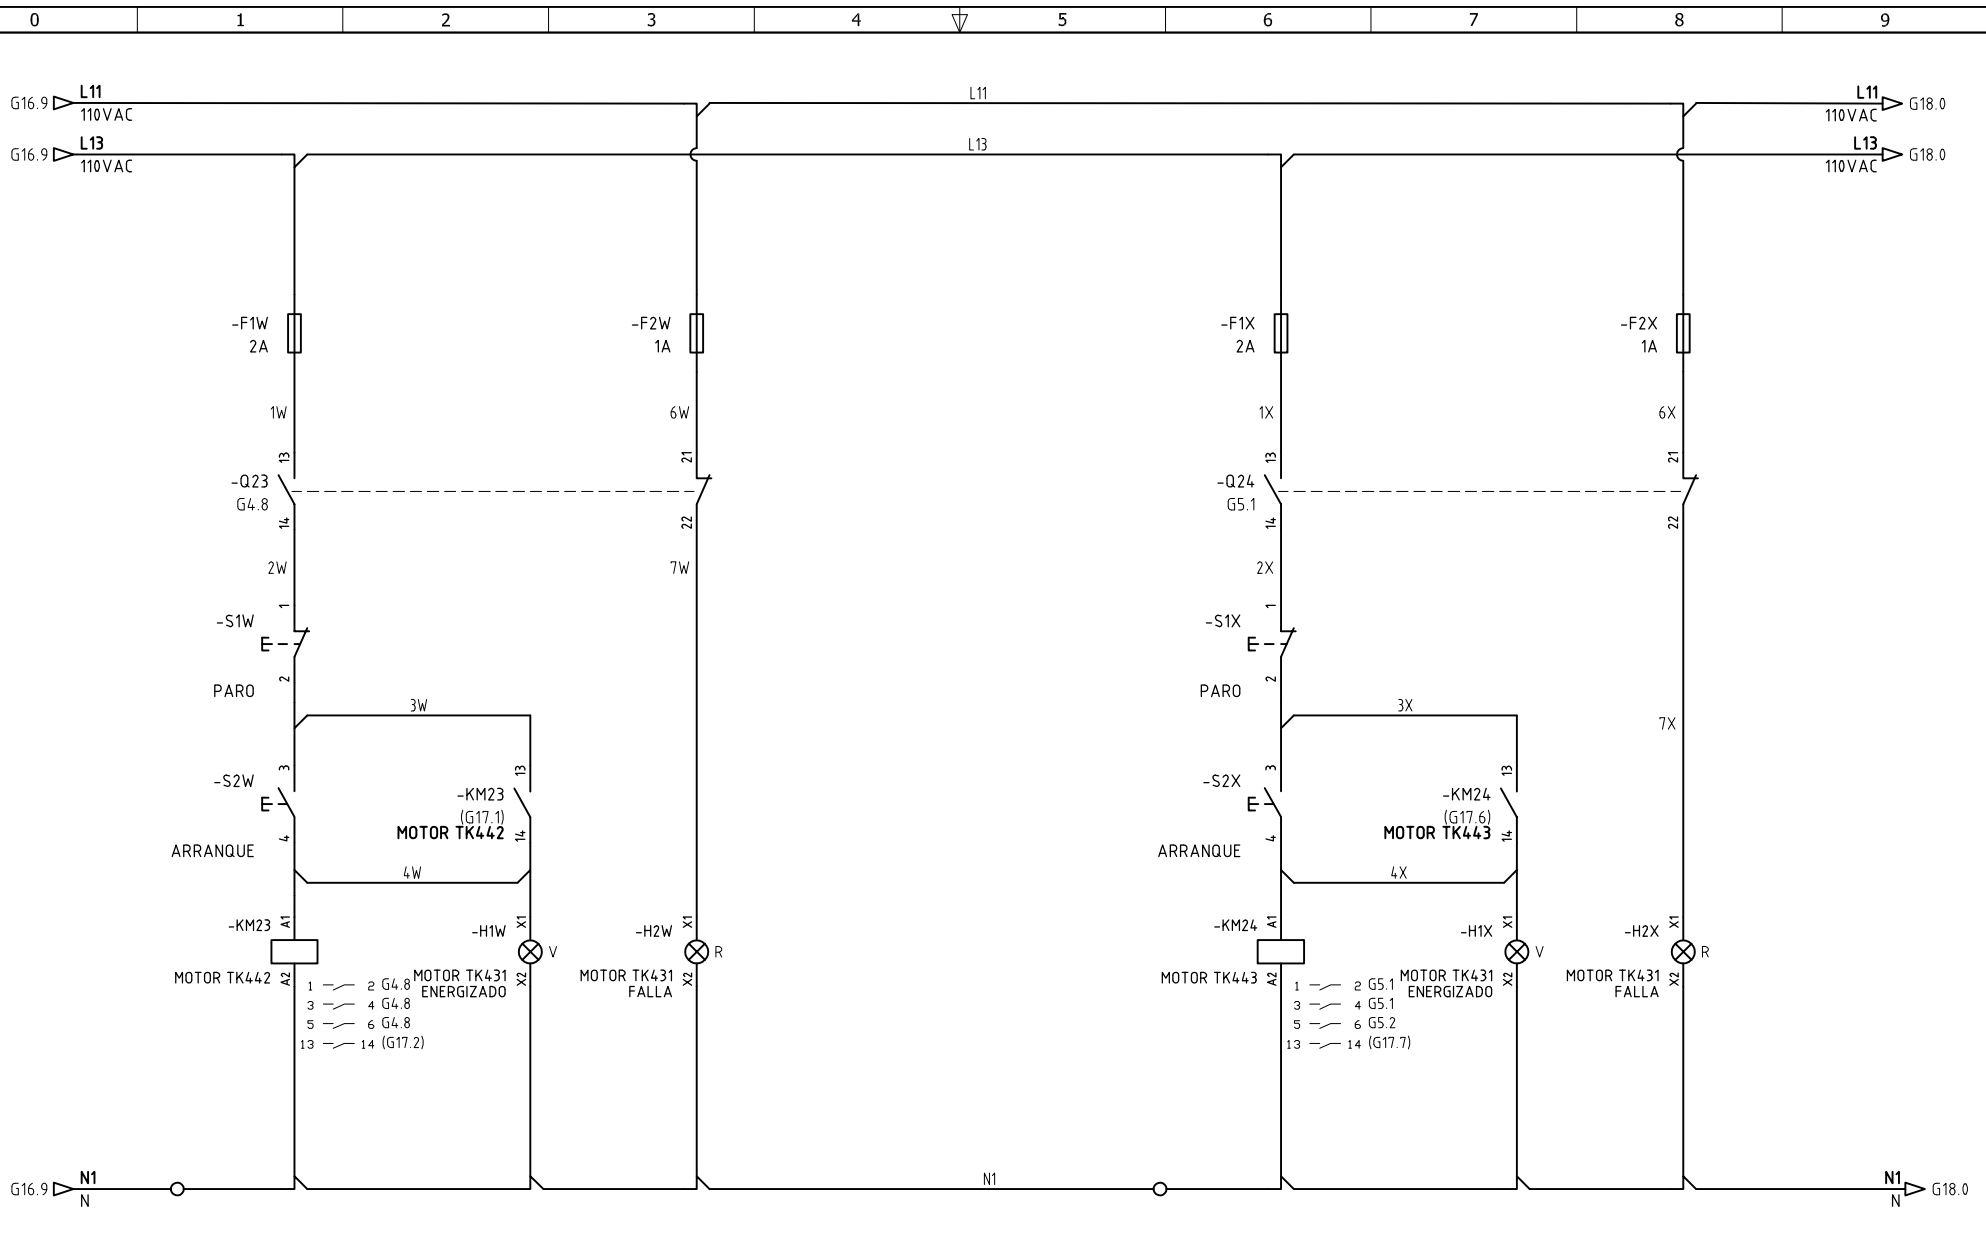 0 1 2 3 4 5 6 7 8 9
G16.9 L11 L11 L11 G18.0
110VAC 110VAC
G16.9 L13 L13 L13 G18.0
110VAC 110VAC
-F1W -F2W -F1X -F2X
2A 1A 2A 1A
1W 6W 1X 6X
13 21 13 21
-Q23 -Q24
G4.8 G5.1
14 22 14 22
2W 7W 2X
1 1
-S1W -S1X
2 2
PARO PARO
3W 3X
7X
3 13 3 13
-S2W -S2X
-KM23 -KM24
(G17.1) (G17.6)
MOTOR TK442 MOTOR TK443
4 14 4 14
ARRANQUE ARRANQUE
4W 4X
-KM23 A1 -H1W X1 -H2W X1 -KM24 A1 -H1X X1 -H2X X1
V R V R
MOTOR TK442 A2 MOTOR TK431 X2 MOTOR TK431 X2 MOTOR TK443 A2 MOTOR TK431 X2 MOTOR TK431 X2
ENERGIZADO FALLA ENERGIZADO FALLA
1 2 G4.8 1 2 G5.1
3 4 G4.8 3 4 G5.1
5 6 G4.8 5 6 G5.2
13 14 (G17.2) 13 14 (G17.7)
G16.9 N1 N1 N1 G18.0
N N